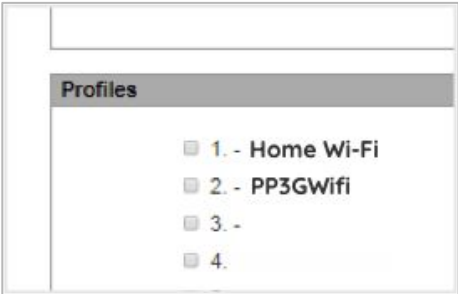 Profiles
1. - Home Wi-Fi
2. - PP3GWifi
3. -
4.